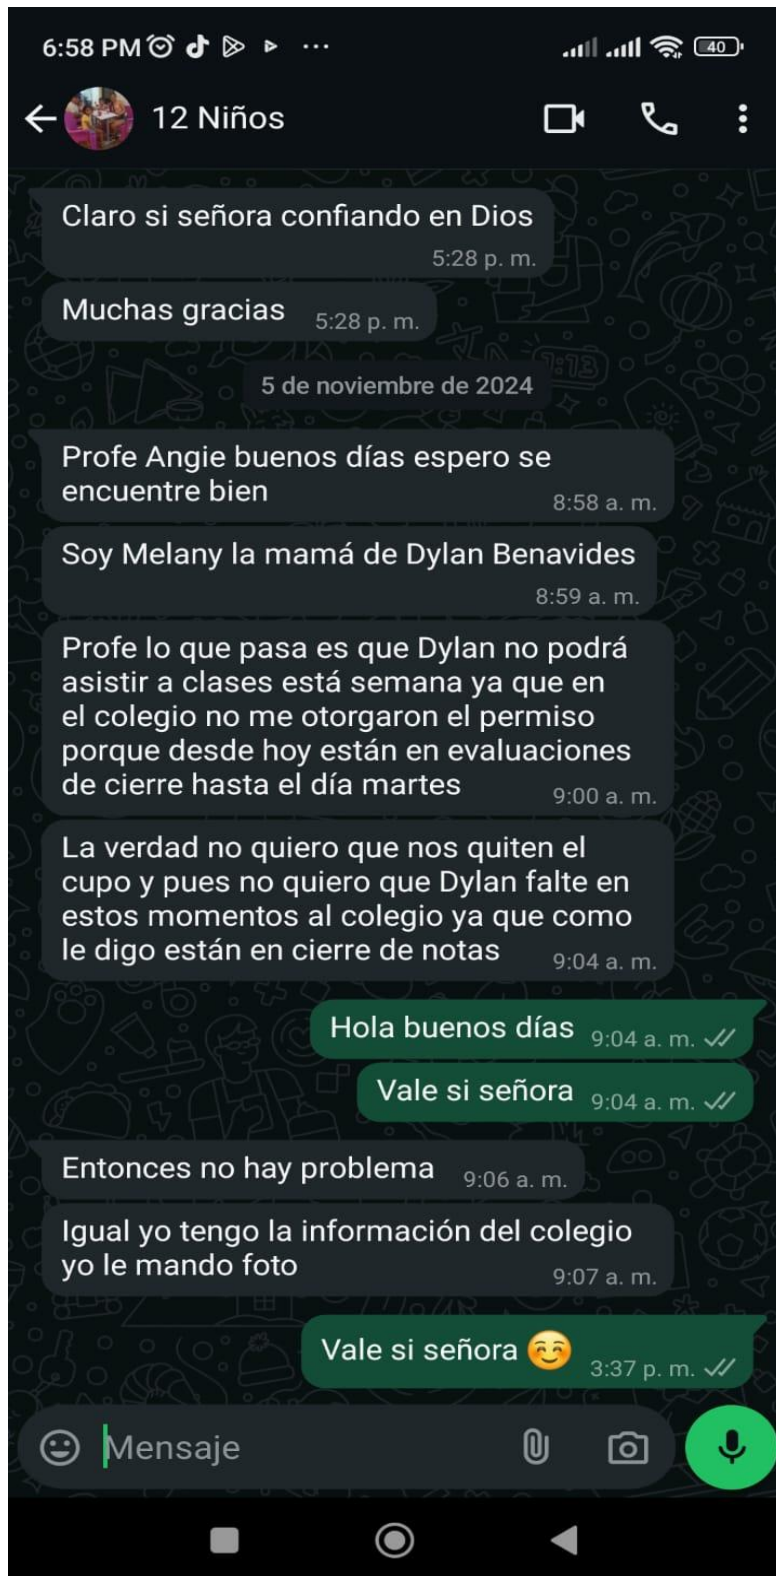 6:58 PM
40
12 Niños
Claro si señora confiando en Dios
5:28 p. m.
Muchas gracias 5:28 p. m.
5 de noviembre de 2024
Profe Angie buenos días espero se
encuentre bien
8:58 a. m.
Soy Melany la mamá de Dylan Benavides
8:59 a. m.
Profe lo que pasa es que Dylan no podrá
asistir a clases está semana ya que en
el colegio no me otorgaron el permiso
porque desde hoy están en evaluaciones
de cierre hasta el día martes
9:00 a. m.
La verdad no quiero que nos quiten el
cupo y pues no quiero que Dylan falte en
estos momentos al colegio ya que como
le digo están en cierre de notas
9:04 a. m.
Hola buenos días 9:04 a. m.
Vale si señora 9:04 a. m.
Entonces no hay problema 9:06 a. m.
Igual yo tengo la información del colegio
yo le mando foto
9:07 a. m.
Vale si señora ☺️ 3:37 p. m.
Mensaje